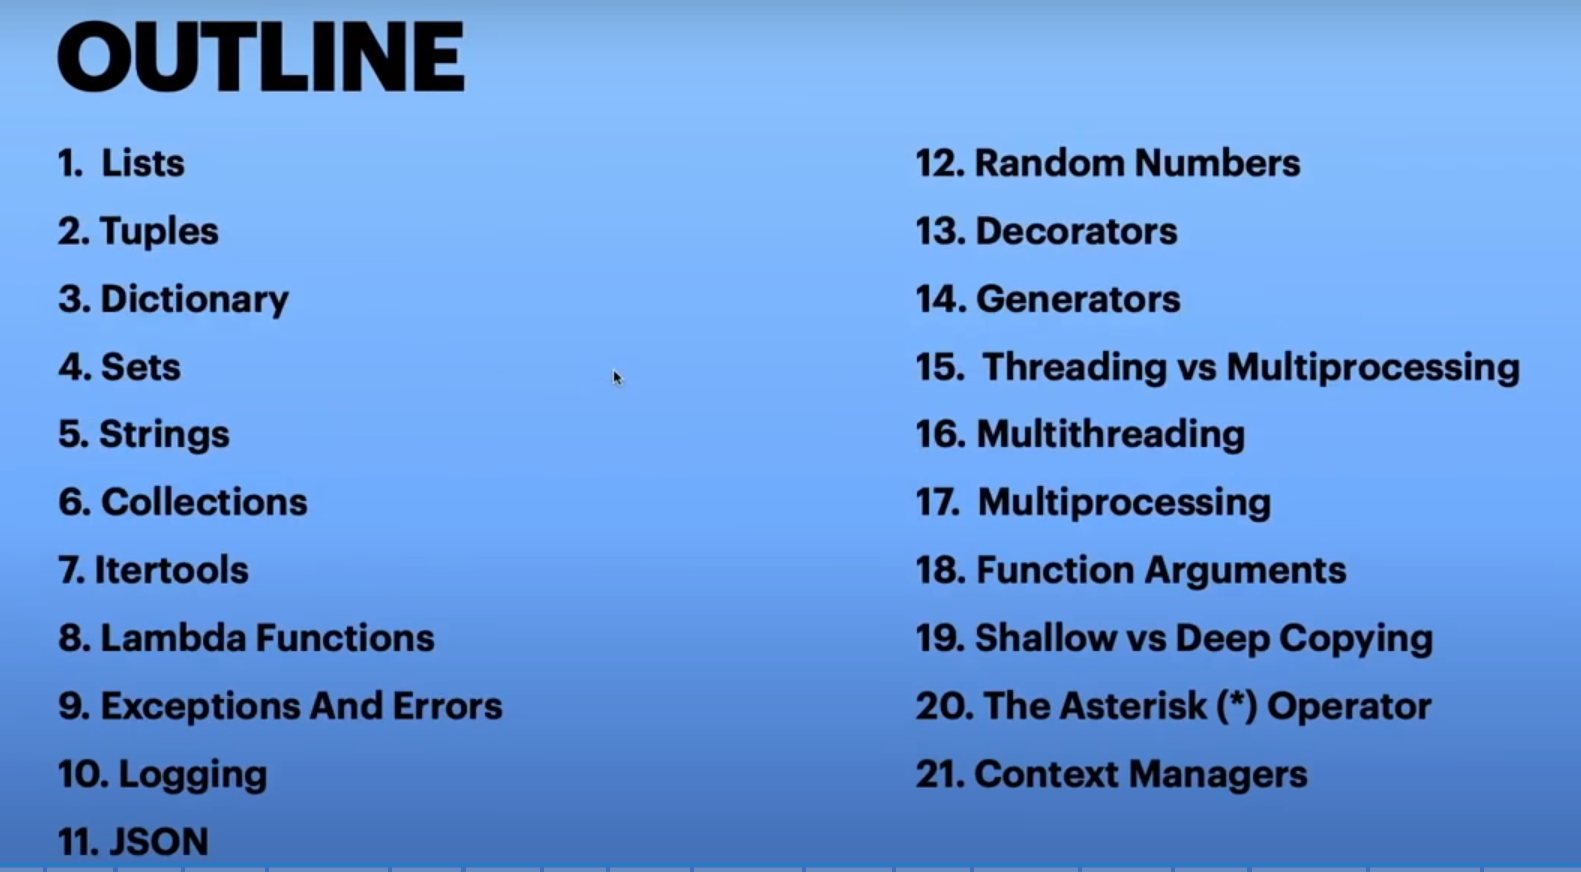 OUTLINE
1. Lists
2. Tuples
3. Dictionary
4. Sets
5. Strings
6. Collections
7. Itertools
8. Lambda Functions
9. Exceptions And Errors
10. Logging
11. JSON
12. Random Numbers
13. Decorators
14. Generators
15. Threading vs Multiprocessing
16. Multithreading
17. Multiprocessing
18. Function Arguments
19. Shallow vs Deep Copying
20. The Asterisk (*) Operator
21. Context Managers